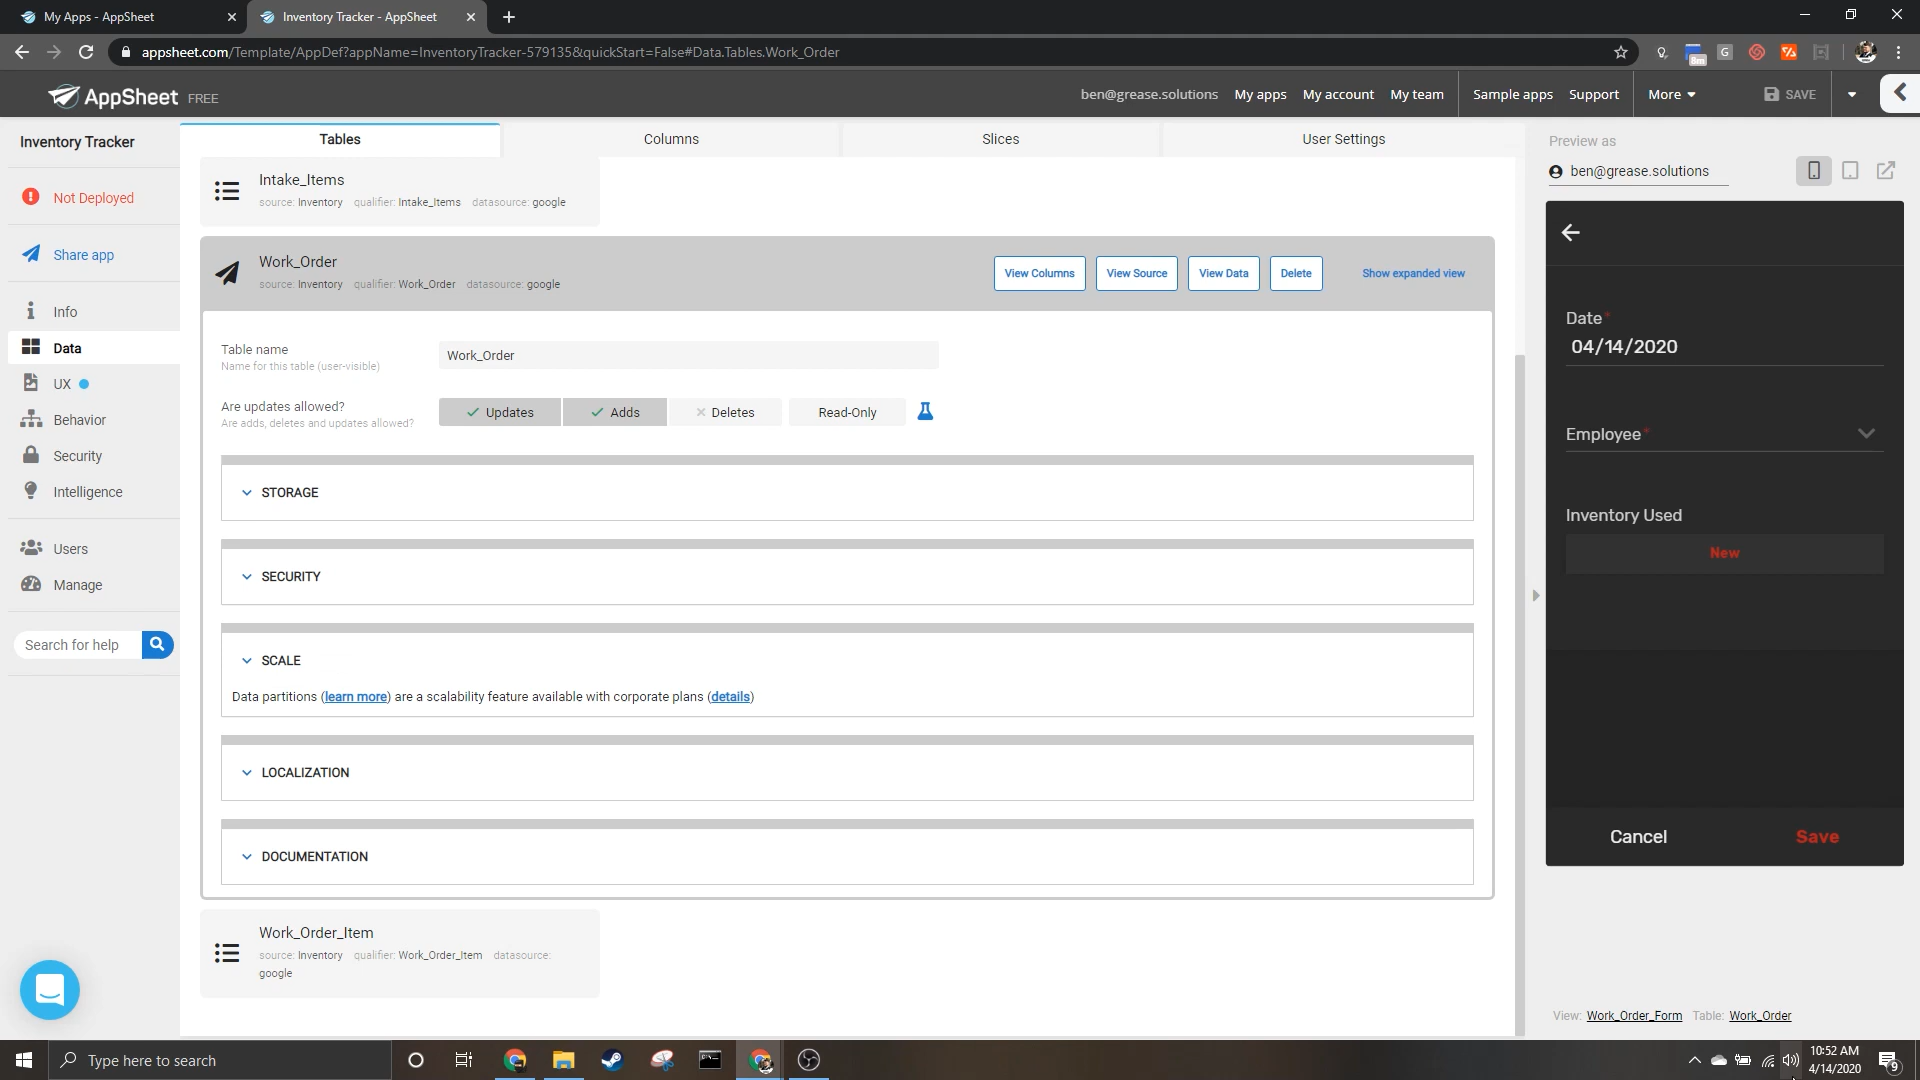 My Apps - AppSheet
Inventory Tracker - AppSheet
appsheet.com/Template/AppDef?appName=InventoryTracker-579135&quickStart=False#Data.Tables.Work_Order
G
8m
AppSheet FREE
ben@grease.solutions
My apps
My account
My team
Sample apps
Support
More
SAVE
Inventory Tracker
Not Deployed
Share app
Info
Data
UX
Behavior
Security
Intelligence
Users
Manage
Search for help
Tables
Columns
Slices
User Settings
Intake_Items
source: Inventory qualifier: Intake_Items datasource: google
Work_Order
source: Inventory qualifier: Work_Order datasource: google
View Columns
View Source
View Data
Delete
Show expanded view
Table name
Name for this table (user-visible)
Work_Order
Are updates allowed?
Are adds, deletes and updates allowed?
Updates
Adds
Deletes
Read-Only
STORAGE
SECURITY
SCALE
Data partitions (learn more) are a scalability feature available with corporate plans (details)
LOCALIZATION
DOCUMENTATION
Work_Order_Item
source: Inventory qualifier: Work_Order_Item datasource:
google
Preview as
ben@grease.solutions
Date*
04/14/2020
Employee*
Inventory Used
New
Cancel
Save
View: Work_Order_Form Table: Work_Order
Type here to search
10:52 AM
4/14/2020
9